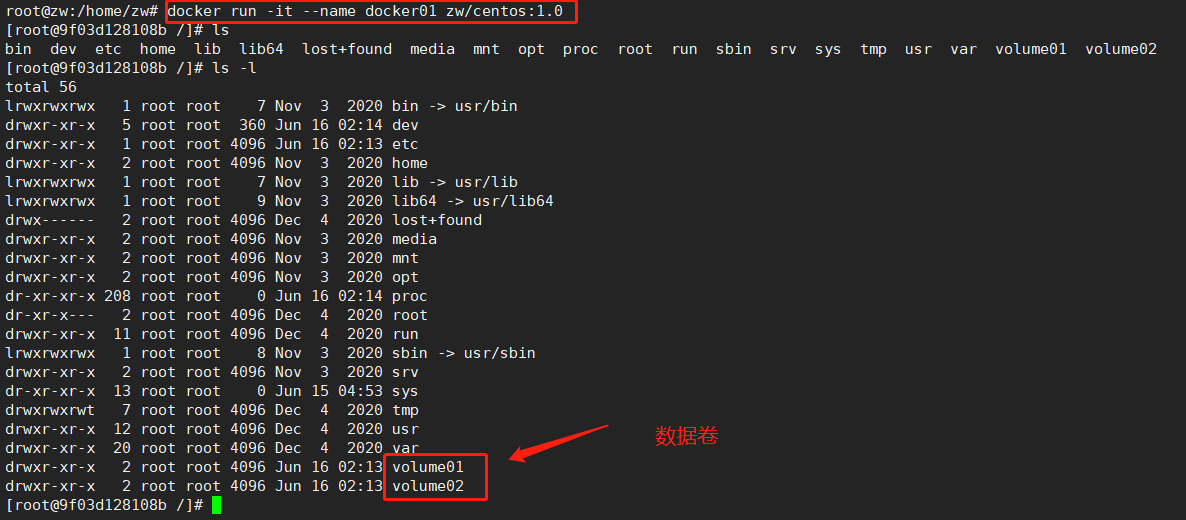 root@zw:/home/zw# docker run -it --name docker01 zw/centos:1.0
[root@9f03d128108b /]# ls
bin  dev  etc  home  lib  lib64  lost+found  media  mnt  opt  proc  root  run  sbin  srv  sys  tmp  usr  var  volume01  volume02
[root@9f03d128108b /]# ls -l
total 56
lrwxrwxrwx   1 root root    7 Nov  3  2020 bin -> usr/bin
drwxr-xr-x   5 root root  360 Jun 16 02:14 dev
drwxr-xr-x   1 root root 4096 Jun 16 02:13 etc
drwxr-xr-x   2 root root 4096 Nov  3  2020 home
lrwxrwxrwx   1 root root    7 Nov  3  2020 lib -> usr/lib
lrwxrwxrwx   1 root root    9 Nov  3  2020 lib64 -> usr/lib64
drwx------   2 root root 4096 Dec  4  2020 lost+found
drwxr-xr-x   2 root root 4096 Nov  3  2020 media
drwxr-xr-x   2 root root 4096 Nov  3  2020 mnt
drwxr-xr-x   2 root root 4096 Nov  3  2020 opt
dr-xr-xr-x 208 root root    0 Jun 16 02:14 proc
dr-xr-x---   2 root root 4096 Dec  4  2020 root
drwxr-xr-x  11 root root 4096 Dec  4  2020 run
lrwxrwxrwx   1 root root    8 Nov  3  2020 sbin -> usr/sbin
drwxr-xr-x   2 root root 4096 Nov  3  2020 srv
dr-xr-xr-x  13 root root    0 Jun 15 04:53 sys
drwxrwxrwt   7 root root 4096 Dec  4  2020 tmp
drwxr-xr-x  12 root root 4096 Dec  4  2020 usr
数据卷
drwxr-xr-x  20 root root 4096 Dec  4  2020 var
drwxr-xr-x   2 root root 4096 Jun 16 02:13 volume01
drwxr-xr-x   2 root root 4096 Jun 16 02:13 volume02
[root@9f03d128108b /]#